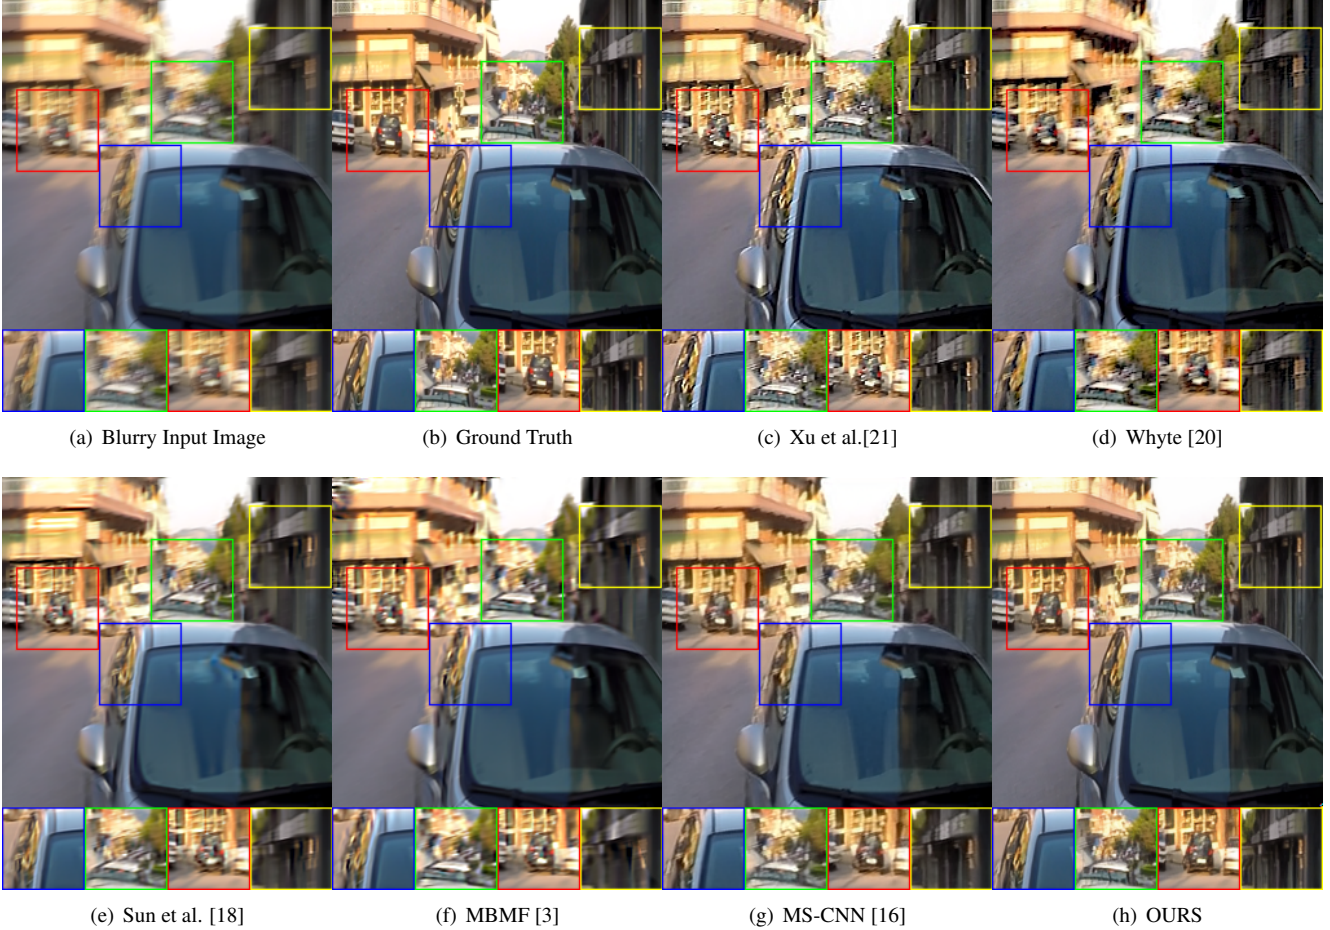 (a) Blurry Input Image
(b) Ground Truth
(c) Xu et al.[21]
(d) Whyte [20]
(e) Sun et al. [18]
(f) MBMF [3]
(g) MS-CNN [16]
(h) OURS